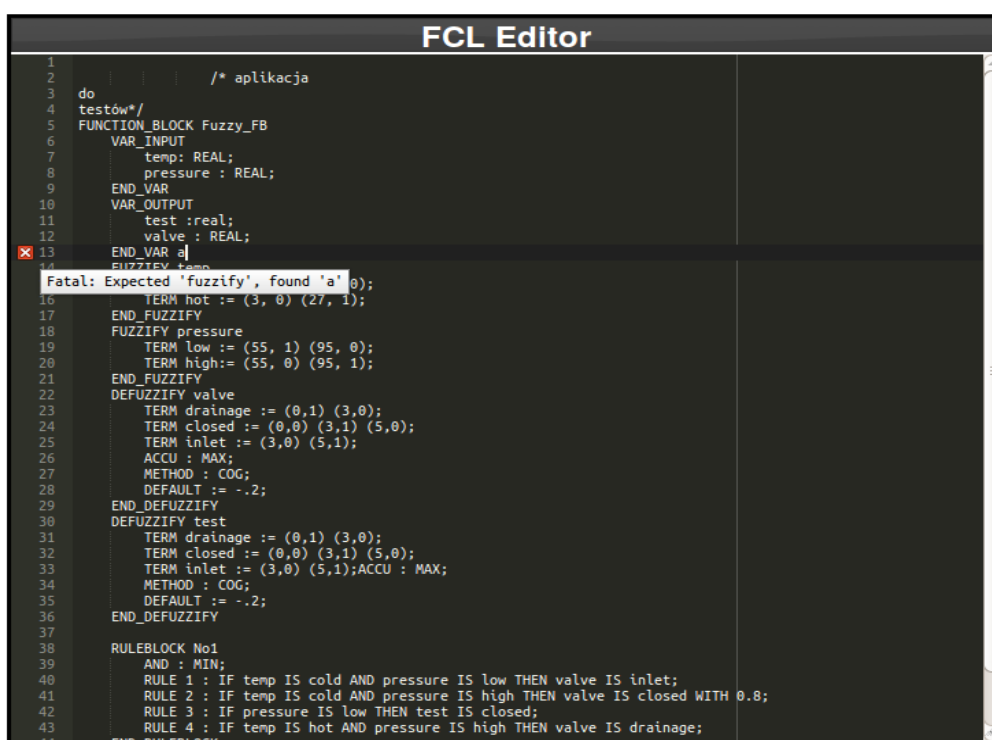 FCL Editor
1
2 /* aplikacja
3 do
4 testów*/
5 FUNCTION_BLOCK Fuzzy_FB
6 VAR_INPUT
7 temp: REAL;
8 pressure : REAL;
9 END_VAR
10 VAR_OUTPUT
11 test :real;
12 valve : REAL;
13 END_VAR a
14 FUZZIFY temp
Fatal: Expected 'fuzzify', found 'a' 0);
16 TERM hot := (3, 0) (27, 1);
17 END_FUZZIFY
18 FUZZIFY pressure
19 TERM low := (55, 1) (95, 0);
20 TERM high:= (55, 0) (95, 1);
21 END_FUZZIFY
22 DEFUZZIFY valve
23 TERM drainage := (0,1) (3,0);
24 TERM closed := (0,0) (3,1) (5,0);
25 TERM inlet := (3,0) (5,1);
26 ACCU : MAX;
27 METHOD : COG;
28 DEFAULT := -.2;
29 END_DEFUZZIFY
30 DEFUZZIFY test
31 TERM drainage := (0,1) (3,0);
32 TERM closed := (0,0) (3,1) (5,0);
33 TERM inlet := (3,0) (5,1);ACCU : MAX;
34 METHOD : COG;
35 DEFAULT := -.2;
36 END_DEFUZZIFY
37
38 RULEBLOCK No1
39 AND : MIN;
40 RULE 1 : IF temp IS cold AND pressure IS low THEN valve IS inlet;
41 RULE 2 : IF temp IS cold AND pressure IS high THEN valve IS closed WITH 0.8;
42 RULE 3 : IF pressure IS low THEN test IS closed;
43 RULE 4 : IF temp IS hot AND pressure IS high THEN valve IS drainage;